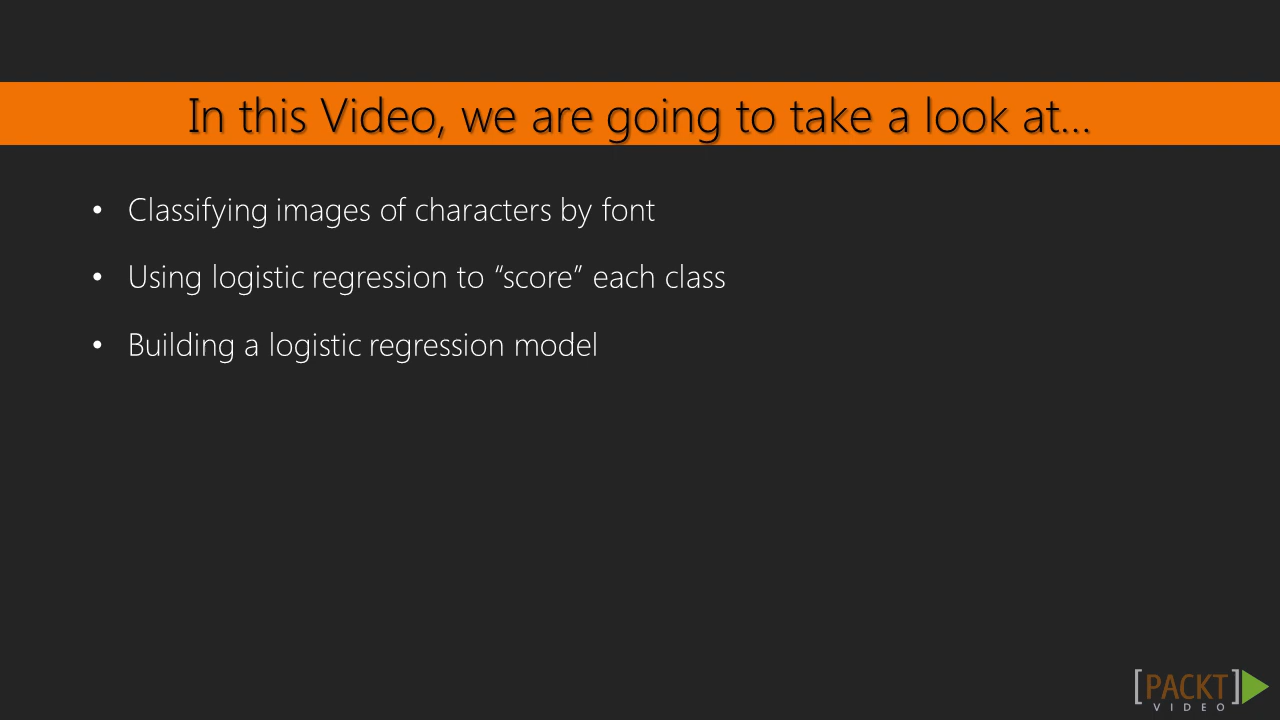 In this Video, we are going to take a look at...
• Classifying images of characters by font
• Using logistic regression to “score” each class
• Building a logistic regression model
[PACKT]
VIDEO